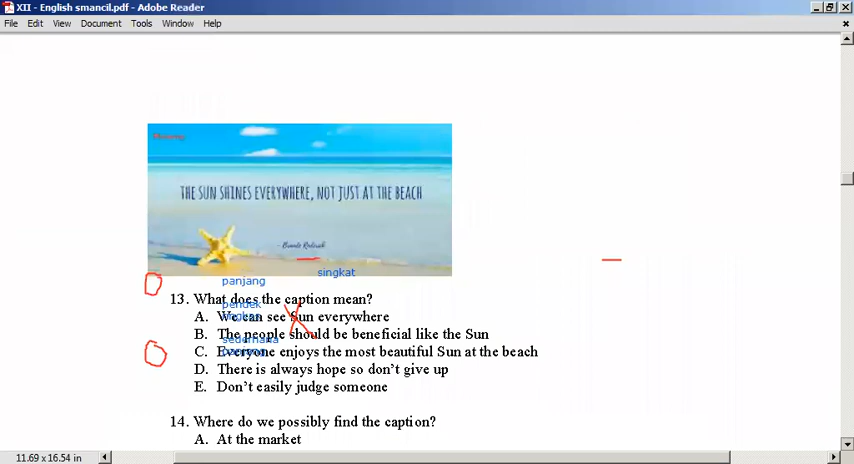 XII - English smancil.pdf - Adobe Reader
File Edit View Document Tools Window Help
THE SUN SHINES EVERYWHERE, NOT JUST AT THE BEACH
singkat
panjang
13. What does the caption mean?
pendek
A. We can see Sun everywhere
B. The people should be beneficial like the Sun
sederhana
C. Everyone enjoys the most beautiful Sun at the beach
panjang
D. There is always hope so don't give up
E. Don't easily judge someone
14. Where do we possibly find the caption?
A. At the market
11.69 x 16.54 in